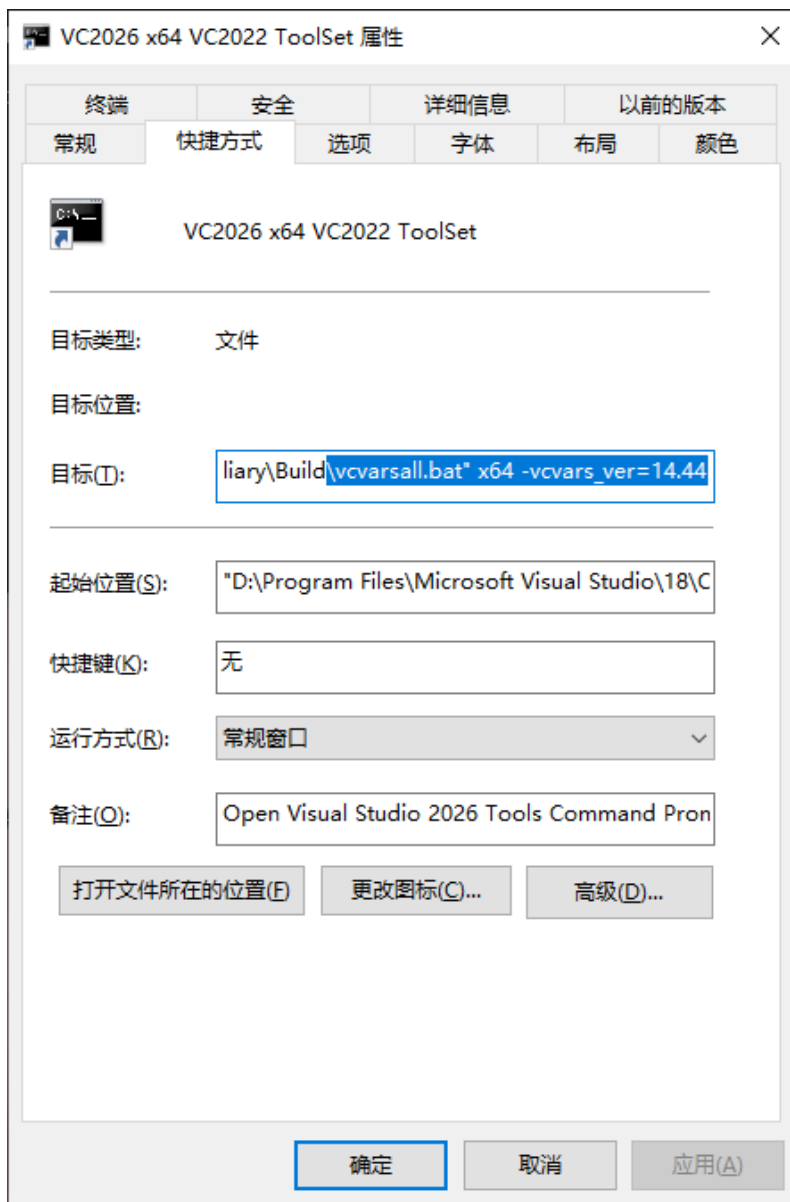 VC2026 x64 VC2022 ToolSet 属性
终端 安全 详细信息 以前的版本
常规 快捷方式 选项 字体 布局 颜色
VC2026 x64 VC2022 ToolSet
目标类型: 文件
目标位置:
目标(T): liary\Build\vcvarsall.bat" x64 -vcvars_ver=14.44
起始位置(S): "D:\Program Files\Microsoft Visual Studio\18\C
快捷键(K): 无
运行方式(R): 常规窗口
备注(O): Open Visual Studio 2026 Tools Command Pron
打开文件所在的位置(F) 更改图标(C)... 高级(D)...
确定 取消 应用(A)